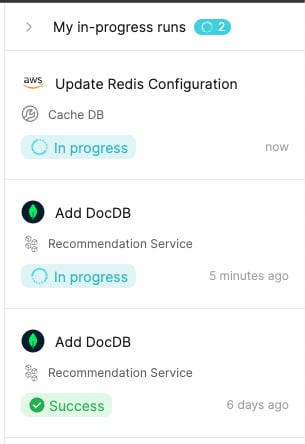 My in-progress runs 2
aws Update Redis Configuration
Cache DB
In progress now
Add DocDB
Recommendation Service
In progress 5 minutes ago
Add DocDB
Recommendation Service
Success 6 days ago